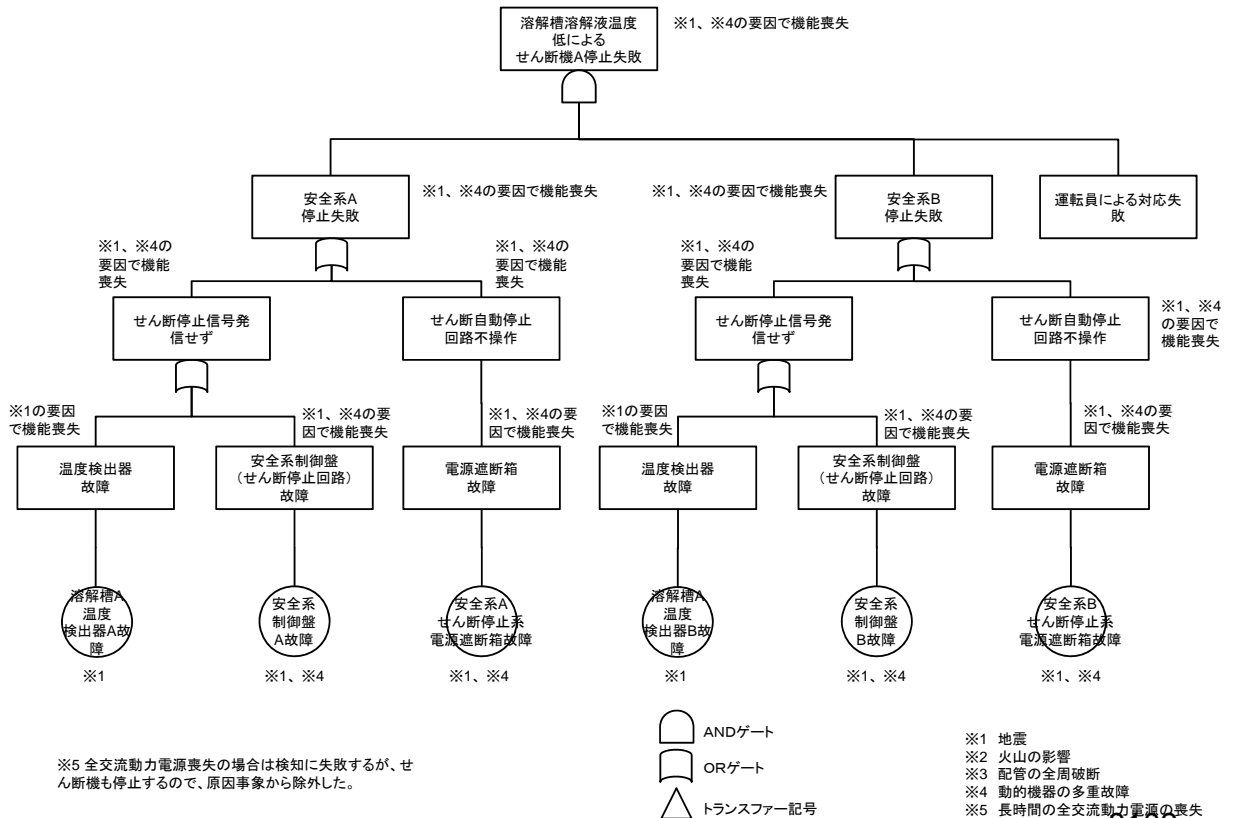 溶解槽溶解液温度
低による
せん断機A停止失敗
※1、※4の要因で機能喪失
安全系A
停止失敗
※1、※4の要因で機能喪失
※1、※4の要因で機能喪失
安全系B
停止失敗
運転員による対応失
敗
※1、※4の
要因で機能
喪失
※1、※4の
要因で機能
喪失
※1、※4の
要因で機能
喪失
せん断停止信号発
信せず
せん断自動停止
回路不操作
せん断停止信号発
信せず
せん断自動停止
回路不操作
※1、※4
の要因で
機能喪失
※1の要因
で機能喪失
※1、※4の要
因で機能喪失
※1、※4の要
因で機能喪失
※1の要因
で機能喪失
※1、※4の要
因で機能喪失
※1、※4の要
因で機能喪失
温度検出器
故障
安全系制御盤
(せん断停止回路)
故障
電源遮断箱
故障
温度検出器
故障
安全系制御盤
(せん断停止回路)
故障
電源遮断箱
故障
溶解槽A
温度
検出器A故
障
安全系
制御盤
A故障
安全系A
せん断停止系
電源遮断箱故障
溶解槽A
温度
検出器B故
障
安全系
制御盤
B故障
安全系B
せん断停止系
電源遮断箱故障
※1
※1、※4
※1、※4
※1
※1、※4
※1、※4
※5 全交流動力電源喪失の場合は検知に失敗するが、せ
ん断機も停止するので、原因事象から除外した。
ANDゲート
ORゲート
トランスファー記号
※1 地震
※2 火山の影響
※3 配管の全周破断
※4 動的機器の多重故障
※5 長時間の全交流動力電源の喪失